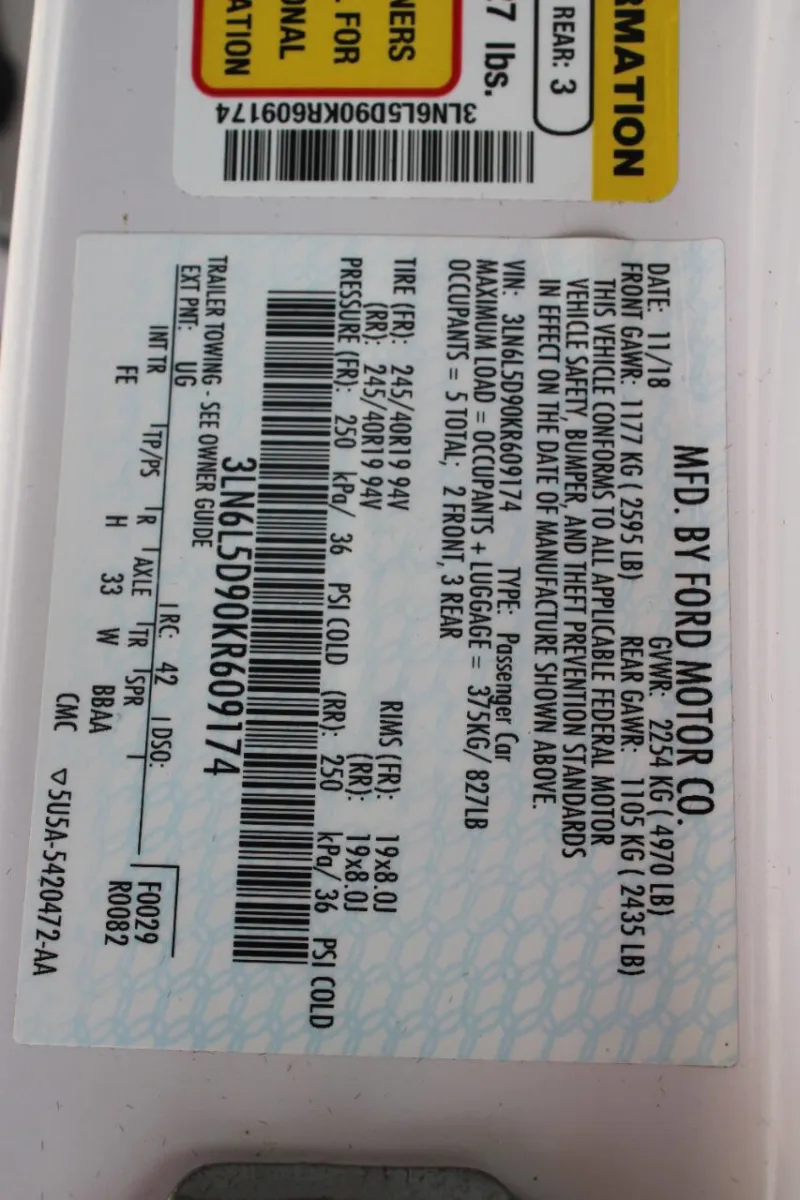 RMATION
REAR: 3
27 lbs.
NERS
. FOR
ONAL
ATION
3LN6L5D90KR609174
MFD. BY FORD MOTOR CO.
DATE: 11/18 GVWR: 2254 KG ( 4970 LB)
FRONT GAWR: 1177 KG ( 2595 LB) REAR GAWR: 1105 KG ( 2435 LB)
THIS VEHICLE CONFORMS TO ALL APPLICABLE FEDERAL MOTOR
VEHICLE SAFETY, BUMPER, AND THEFT PREVENTION STANDARDS
IN EFFECT ON THE DATE OF MANUFACTURE SHOWN ABOVE.
VIN: 3LN6L5D90KR609174 TYPE: Passenger Car
MAXIMUM LOAD = OCCUPANTS + LUGGAGE = 375KG/ 827LB
OCCUPANTS = 5 TOTAL; 2 FRONT, 3 REAR
TIRE (FR): 245/40R19 94V RIMS (FR): 19x8.0J
(RR): 245/40R19 94V (RR): 19x8.0J
PRESSURE (FR): 250 kPa/ 36 PSI COLD (RR): 250 kPa/ 36 PSI COLD
3LN6L5D90KR609174
TRAILER TOWING - SEE OWNER GUIDE
EXT PNT: UG RC: 42 DSO:
INT TR TP/PS R AXLE TR SPR
FE H 33 W BBAA
F0029
R0082
CMC ▽5U5A-5420472-AA